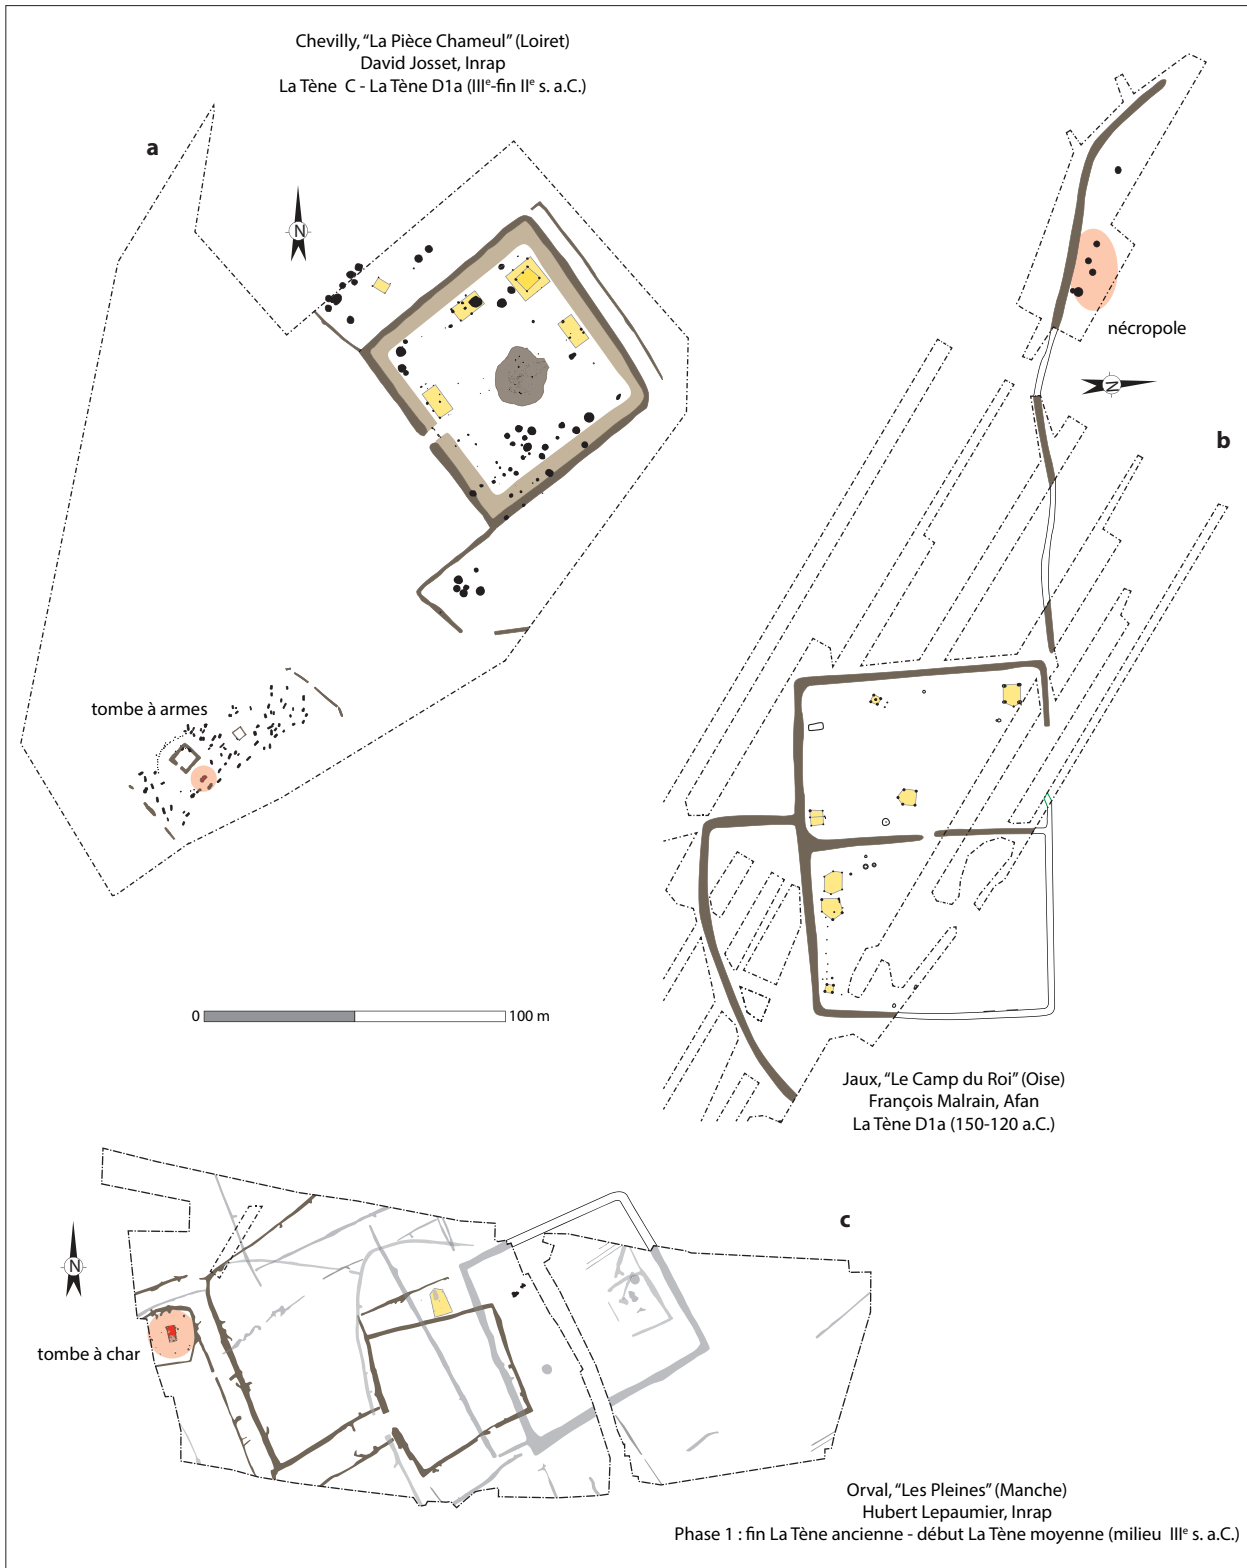 Chevilly, “La Pièce Chameul” (Loiret)
David Josset, Inrap
La Tène C - La Tène D1a (IIIᵉ-fin IIᵉ s. a.C.)
a
N
tombe à armes
0
100 m
nécropole
N
b
Jaux, “Le Camp du Roi” (Oise)
François Malrain, Afan
La Tène D1a (150-120 a.C.)
c
N
tombe à char
Orval, “Les Pleines” (Manche)
Hubert Lepaumier, Inrap
Phase 1 : fin La Tène ancienne - début La Tène moyenne (milieu IIIᵉ s. a.C.)